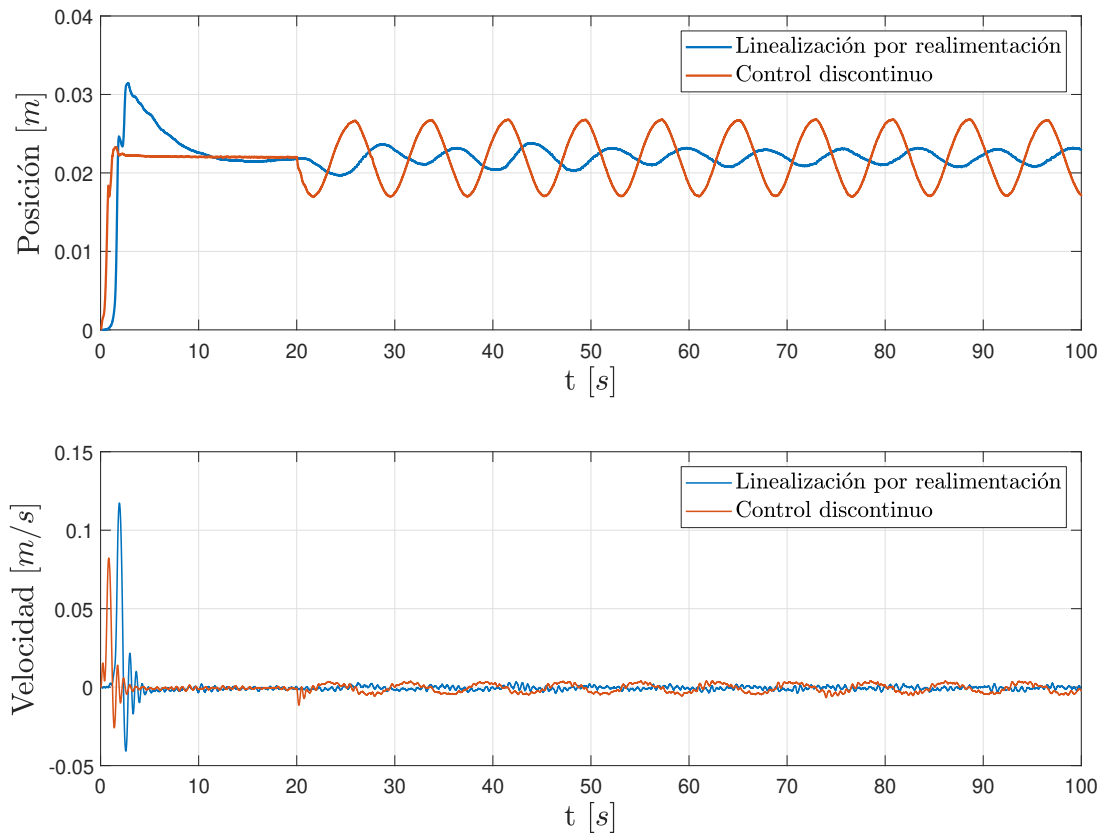 0.04
0.03
0.02
0.01
0
Posición [m]
Linealización por realimentación
Control discontinuo
0 10 20 30 40 50 60 70 80 90 100
t [s]
0.15
0.1
0.05
0
-0.05
Velocidad [m/s]
Linealización por realimentación
Control discontinuo
0 10 20 30 40 50 60 70 80 90 100
t [s]